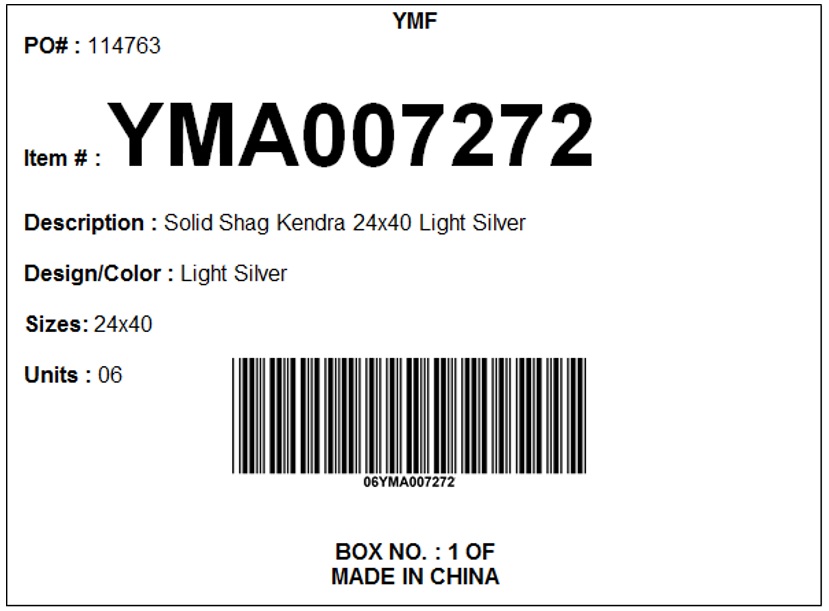 YMF
PO# : 114763
Item # : YMA007272
Description : Solid Shag Kendra 24x40 Light Silver
Design/Color : Light Silver
Sizes: 24x40
Units : 06
06YMA007272
BOX NO. : 1 OF
MADE IN CHINA